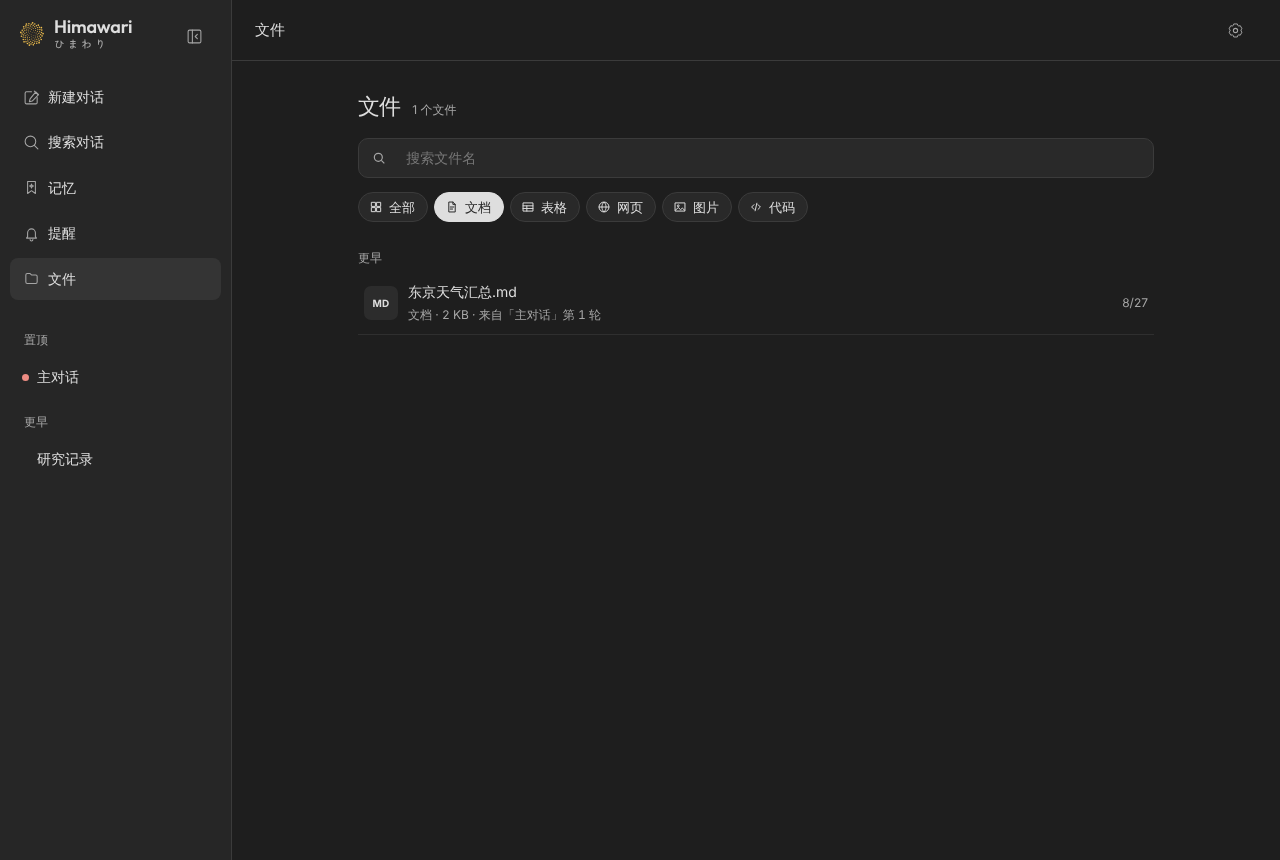 Himawari
ひまわり
新建对话
搜索对话
记忆
提醒
文件
置顶
主对话
更早
研究记录
文件
文件 1 个文件
搜索文件名
全部 文档 表格 网页 图片 代码
更早
MD 东京天气汇总.md 8/27
文档 · 2 KB · 来自「主对话」第 1 轮